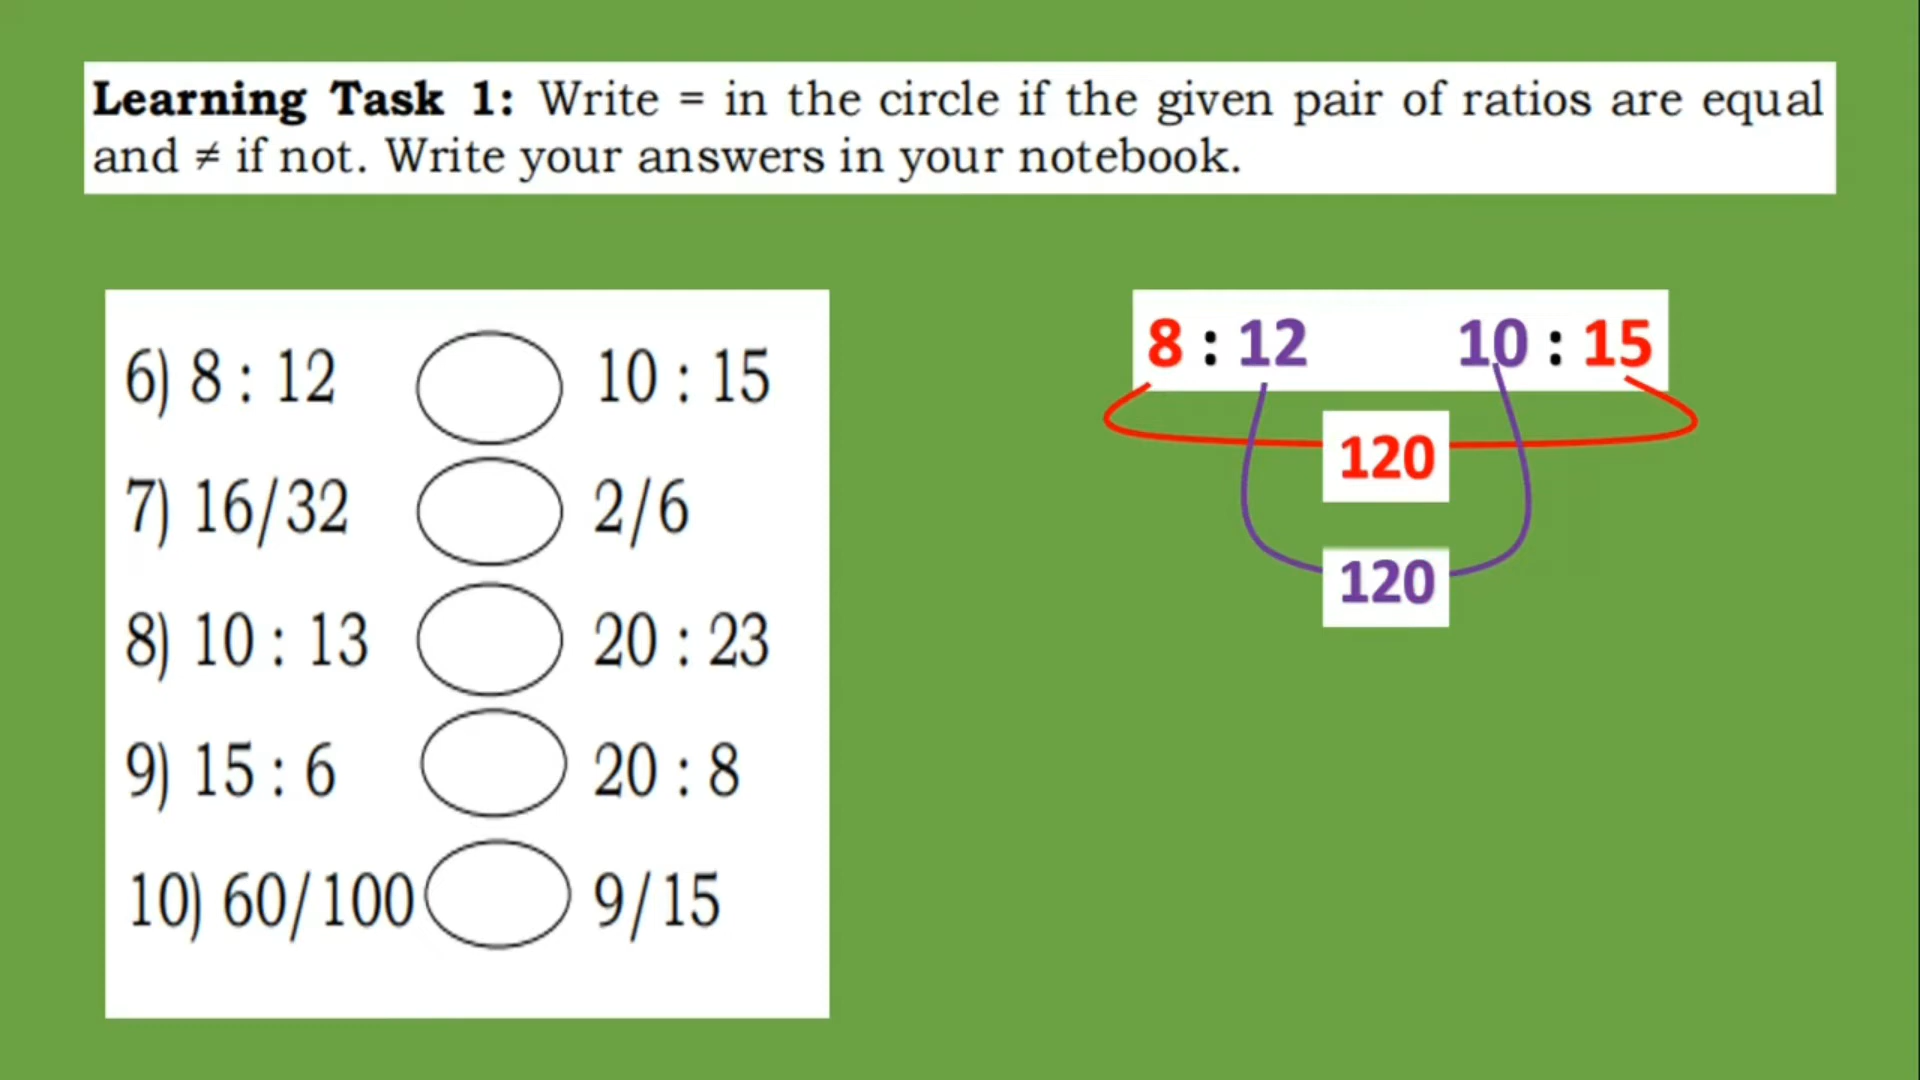 Learning Task 1: Write = in the circle if the given pair of ratios are equal
and ≠ if not. Write your answers in your notebook.
6) 8 : 12 10 : 15
7) 16/32 2/6
8) 10 : 13 20 : 23
9) 15 : 6 20 : 8
10) 60/100 9/15
8 : 12 10 : 15
120
120